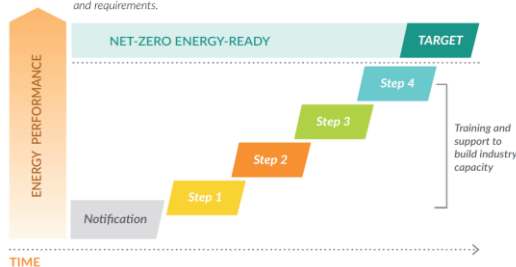 and requirements.
NET-ZERO ENERGY-READY
TARGET
ENERGY PERFORMANCE
Step 4
Step 3
Step 2
Step 1
Notification
Training and
support to
build industry
capacity
TIME